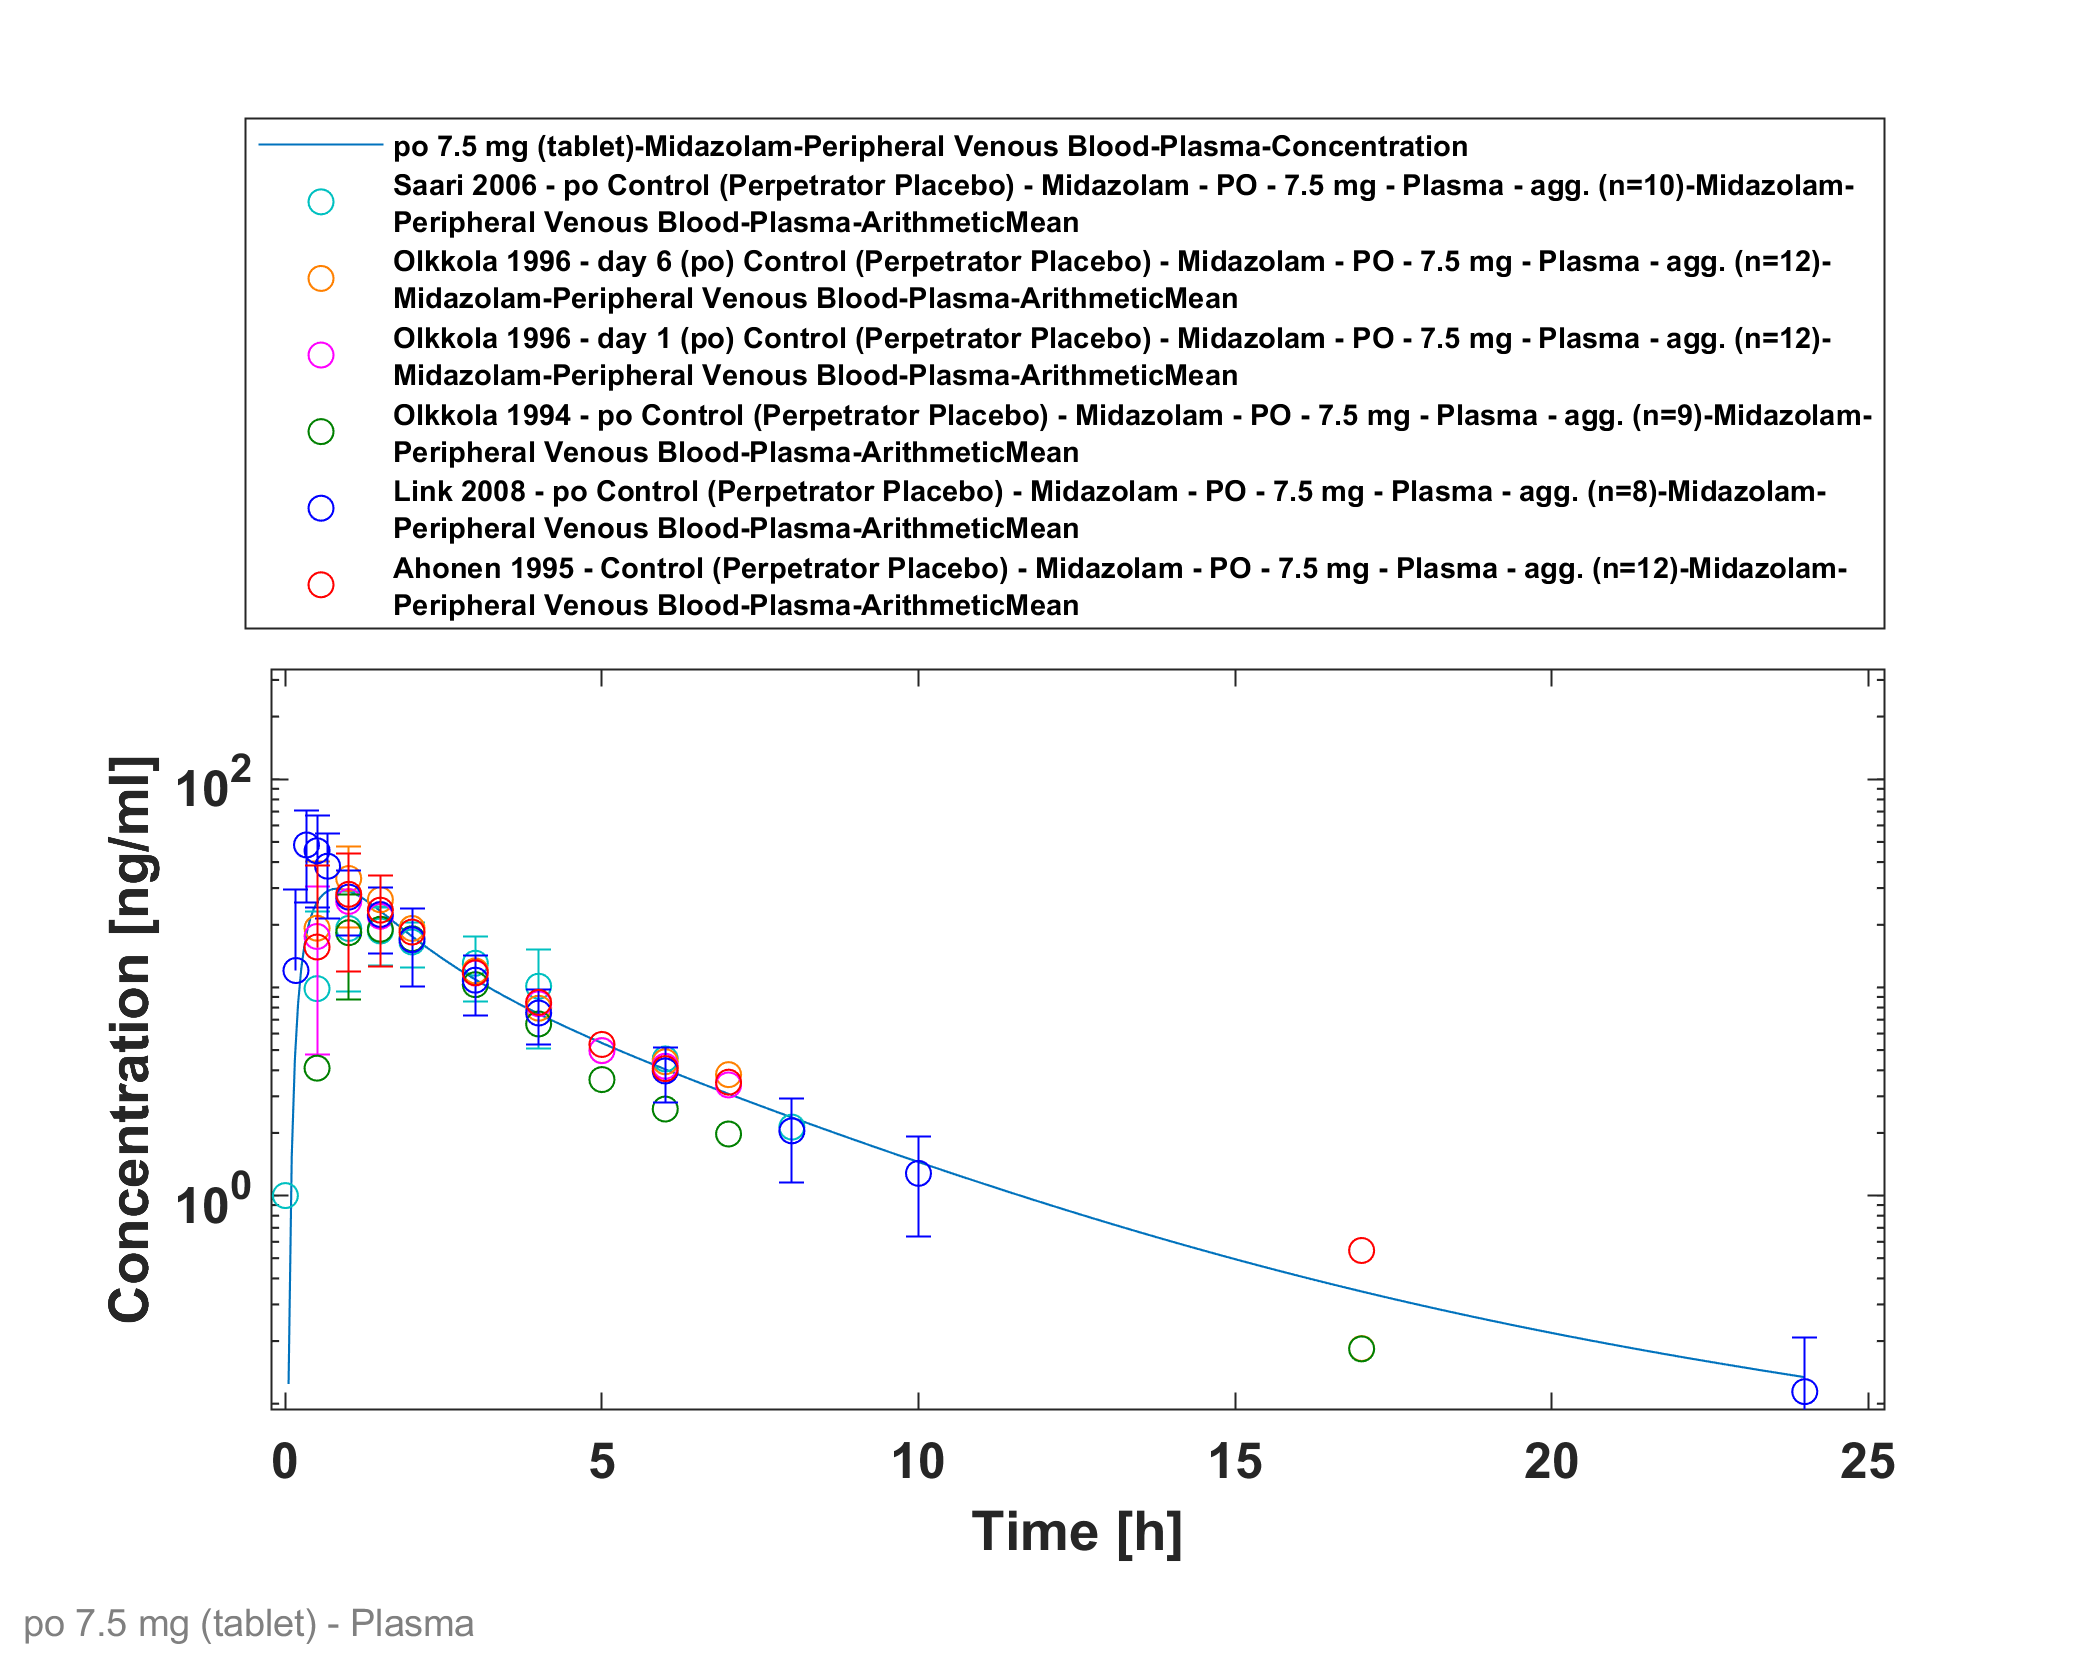 po 7.5 mg (tablet)-Midazolam-Peripheral Venous Blood-Plasma-Concentration
Saari 2006 - po Control (Perpetrator Placebo) - Midazolam - PO - 7.5 mg - Plasma - agg. (n=10)-Midazolam-
Peripheral Venous Blood-Plasma-ArithmeticMean
Olkkola 1996 - day 6 (po) Control (Perpetrator Placebo) - Midazolam - PO - 7.5 mg - Plasma - agg. (n=12)-
Midazolam-Peripheral Venous Blood-Plasma-ArithmeticMean
Olkkola 1996 - day 1 (po) Control (Perpetrator Placebo) - Midazolam - PO - 7.5 mg - Plasma - agg. (n=12)-
Midazolam-Peripheral Venous Blood-Plasma-ArithmeticMean
Olkkola 1994 - po Control (Perpetrator Placebo) - Midazolam - PO - 7.5 mg - Plasma - agg. (n=9)-Midazolam-
Peripheral Venous Blood-Plasma-ArithmeticMean
Link 2008 - po Control (Perpetrator Placebo) - Midazolam - PO - 7.5 mg - Plasma - agg. (n=8)-Midazolam-
Peripheral Venous Blood-Plasma-ArithmeticMean
Ahonen 1995 - Control (Perpetrator Placebo) - Midazolam - PO - 7.5 mg - Plasma - agg. (n=12)-Midazolam-
Peripheral Venous Blood-Plasma-ArithmeticMean
Concentration [ng/ml]
10^2
10^0
0 5 10 15 20 25
Time [h]
po 7.5 mg (tablet) - Plasma